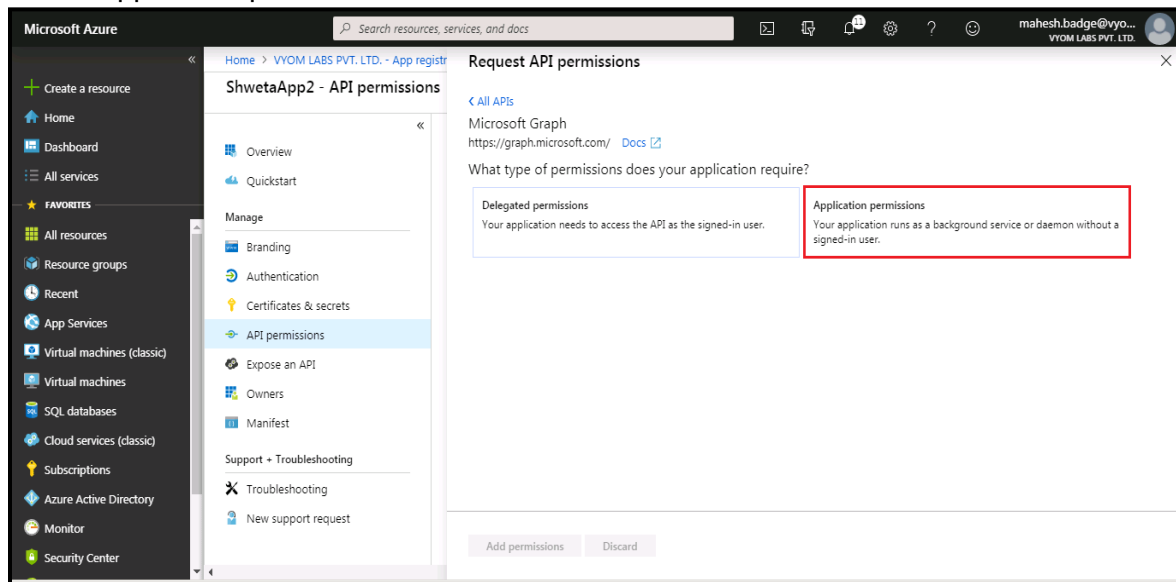 Microsoft Azure
Search resources, services, and docs
11
?
mahesh.badge@vyo...
VYOM LABS PVT. LTD.
«
Create a resource
Home
Dashboard
All services
FAVORITES
All resources
Resource groups
Recent
App Services
Virtual machines (classic)
Virtual machines
SQL databases
Cloud services (classic)
Subscriptions
Azure Active Directory
Monitor
Security Center
Home > VYOM LABS PVT. LTD. - App registr
ShwetaApp2 - API permissions
«
Overview
Quickstart
Manage
Branding
Authentication
Certificates & secrets
API permissions
Expose an API
Owners
Manifest
Support + Troubleshooting
Troubleshooting
New support request
Request API permissions
All APIs
Microsoft Graph
https://graph.microsoft.com/ Docs
What type of permissions does your application require?
Delegated permissions
Your application needs to access the API as the signed-in user.
Application permissions
Your application runs as a background service or daemon without a
signed-in user.
Add permissions Discard